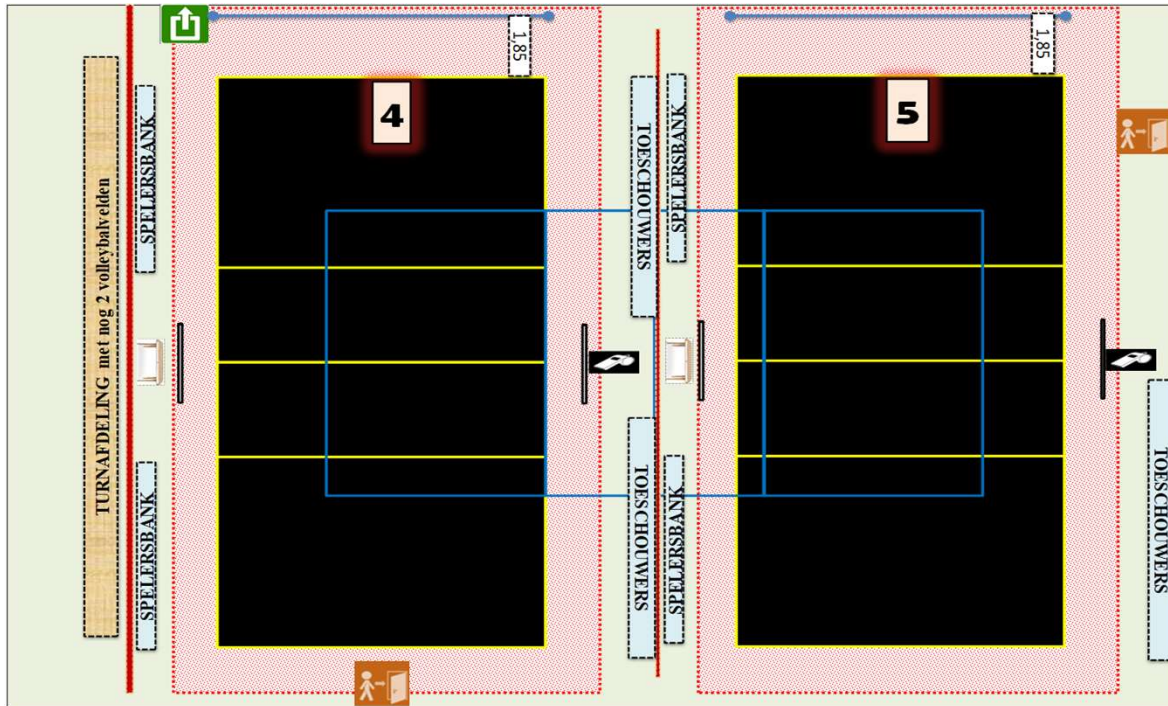 1,85
1,85
4
5
TURNAFDELING met nog 2 volleybalvelden
SPELERSBANK
TOESCHOUWERS
SPELERSBANK
SPELERSBANK
TOESCHOUWERS
SPELERSBANK
TOESCHOUWERS